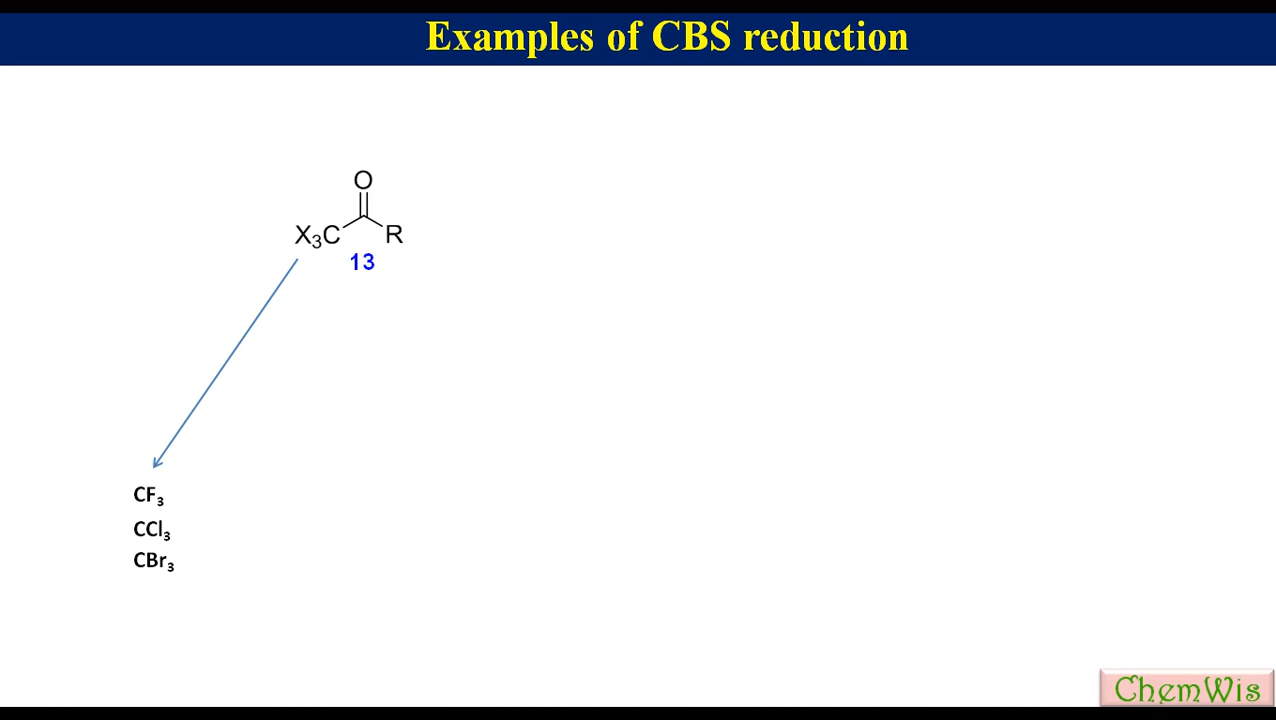 Examples of CBS reduction
O
X₃C R
13
CF₃
CCl₃
CBr₃
ChemWis